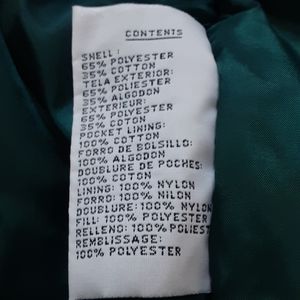 CONTENTS
SHELL:
65% POLYESTER
35% COTTON
TELA EXTERIOR:
65% POLIESTER
35% ALGODON
EXTERIEUR:
65% POLYESTER
35% COTON
POCKET LINING:
100% COTTON
FORRO DE BOLSILLO:
100% ALGODON
DOUBLURE DE POCHES:
100% COTON
LINING: 100% NYLON
FORRO: 100% NILON
DOUBLURE: 100% NYLON
FILL: 100% POLYESTER
RELLENO: 100% POLIEST
REMBLISSAGE:
100% POLYESTER